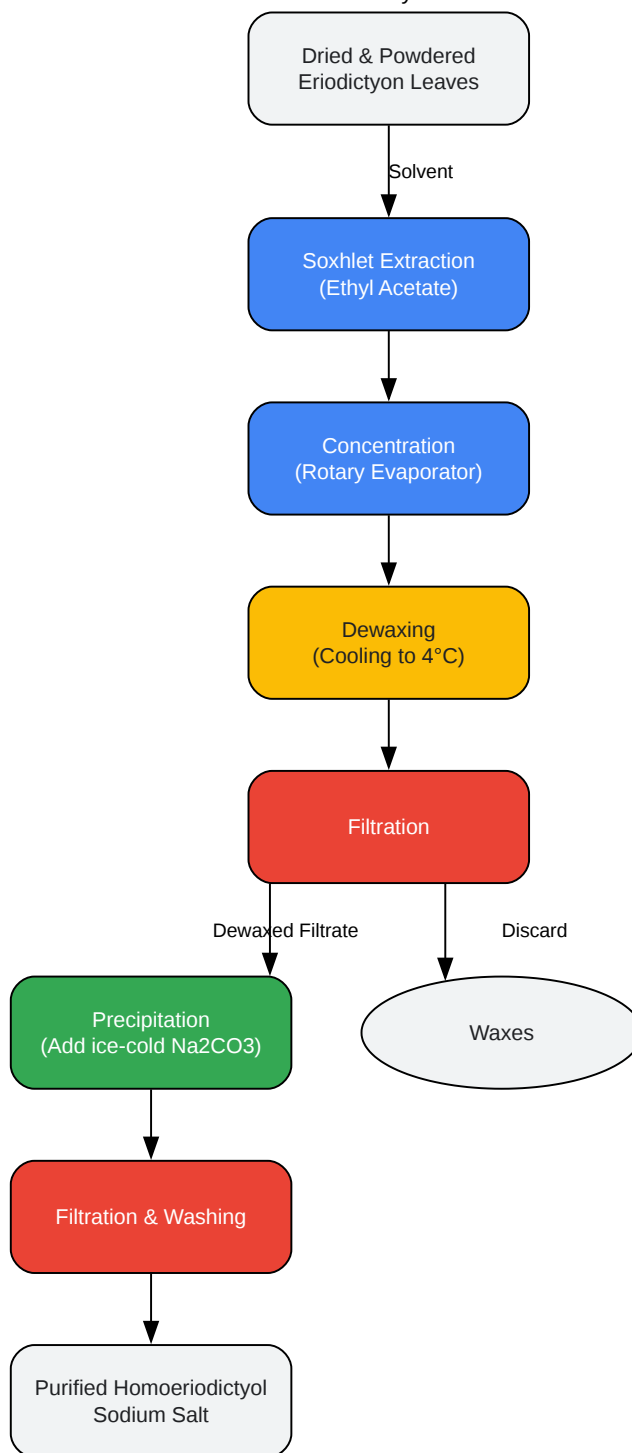 Dried & Powdered
Eriodictyon Leaves
Solvent
Soxhlet Extraction
(Ethyl Acetate)
Concentration
(Rotary Evaporator)
Dewaxing
(Cooling to 4°C)
Filtration
Dewaxed Filtrate
Discard
Precipitation
(Add ice-cold Na2CO3)
Waxes
Filtration & Washing
Purified Homoeriodictyol
Sodium Salt